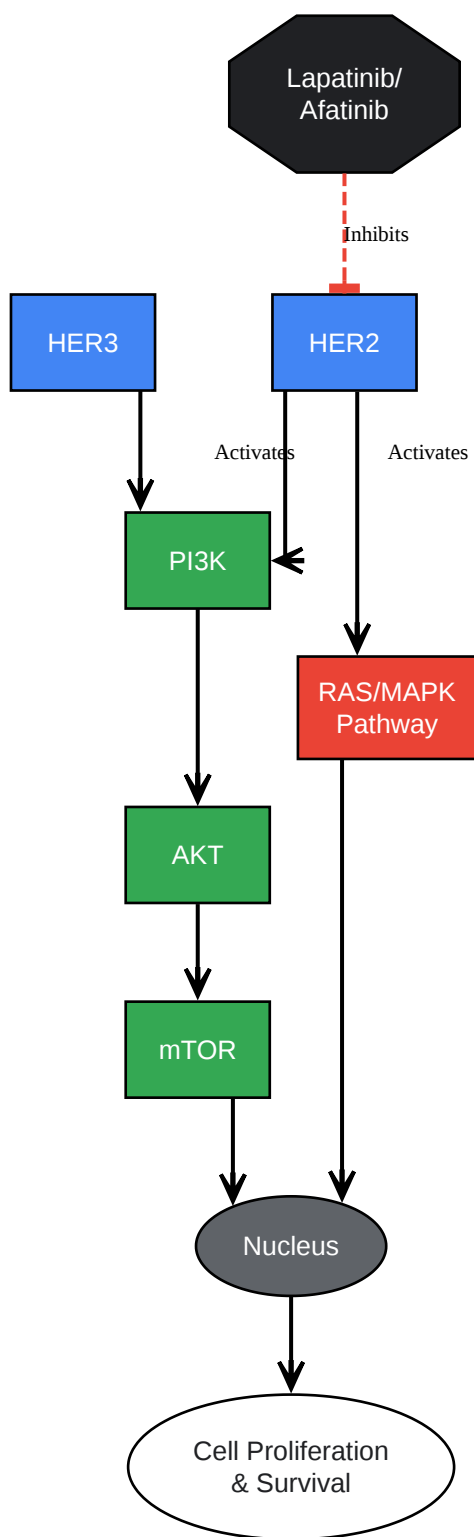 Lapatinib/
Afatinib
Inhibits
HER3
HER2
Activates
Activates
PI3K
RAS/MAPK
Pathway
AKT
mTOR
Nucleus
Cell Proliferation
& Survival